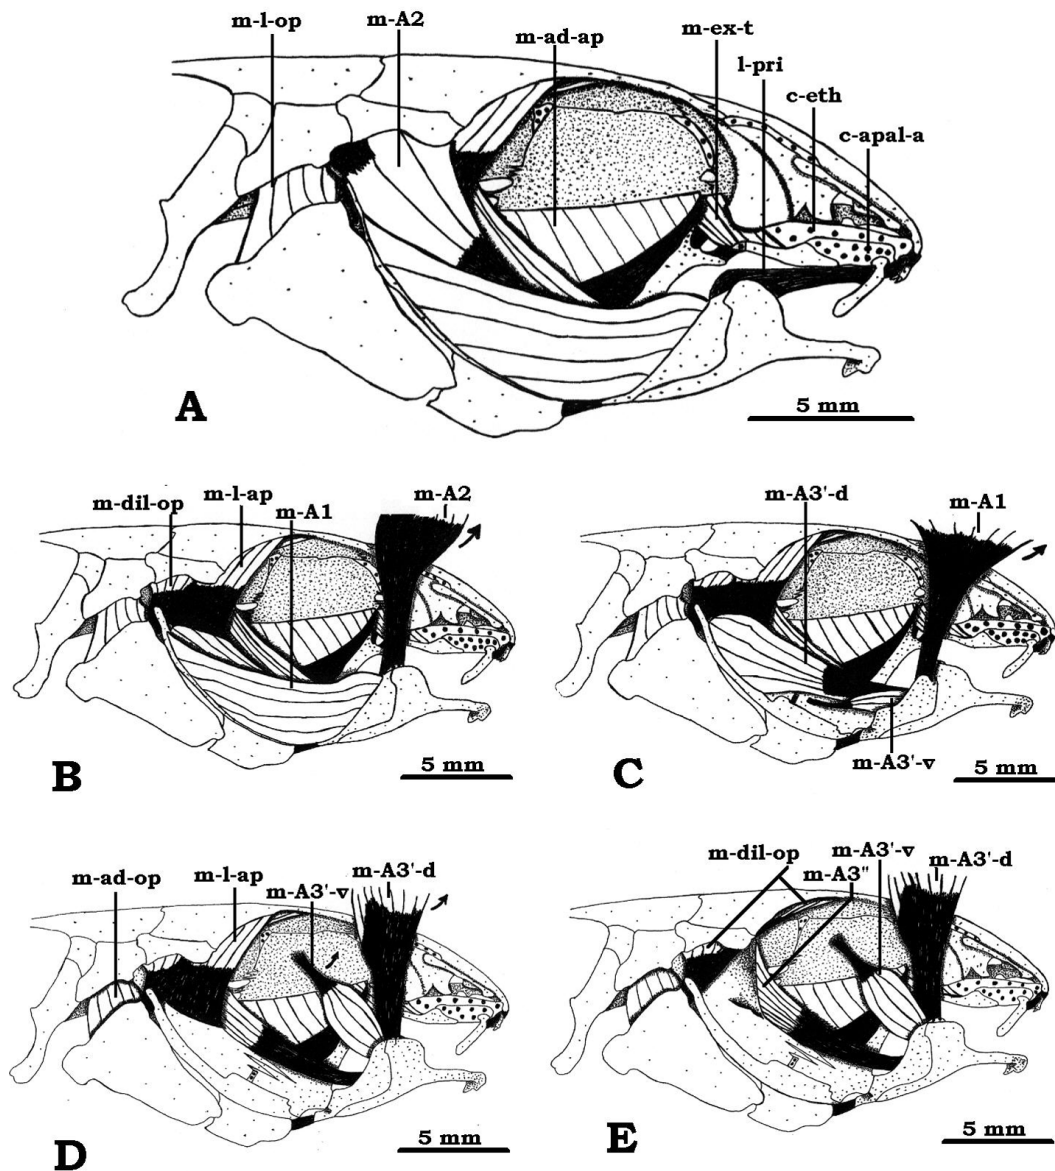 m-l-op
m-A2
m-ad-ap
m-ex-t
l-pri
c-eth
c-apal-a
A
5 mm
m-dil-op
m-l-ap
m-A1
m-A2
B
5 mm
m-A3'-d
m-A1
m-A3'-v
C
5 mm
m-ad-op
m-l-ap
m-A3'-v
m-A3'-d
D
5 mm
m-dil-op
m-A3'-v
m-A3"
m-A3'-d
E
5 mm